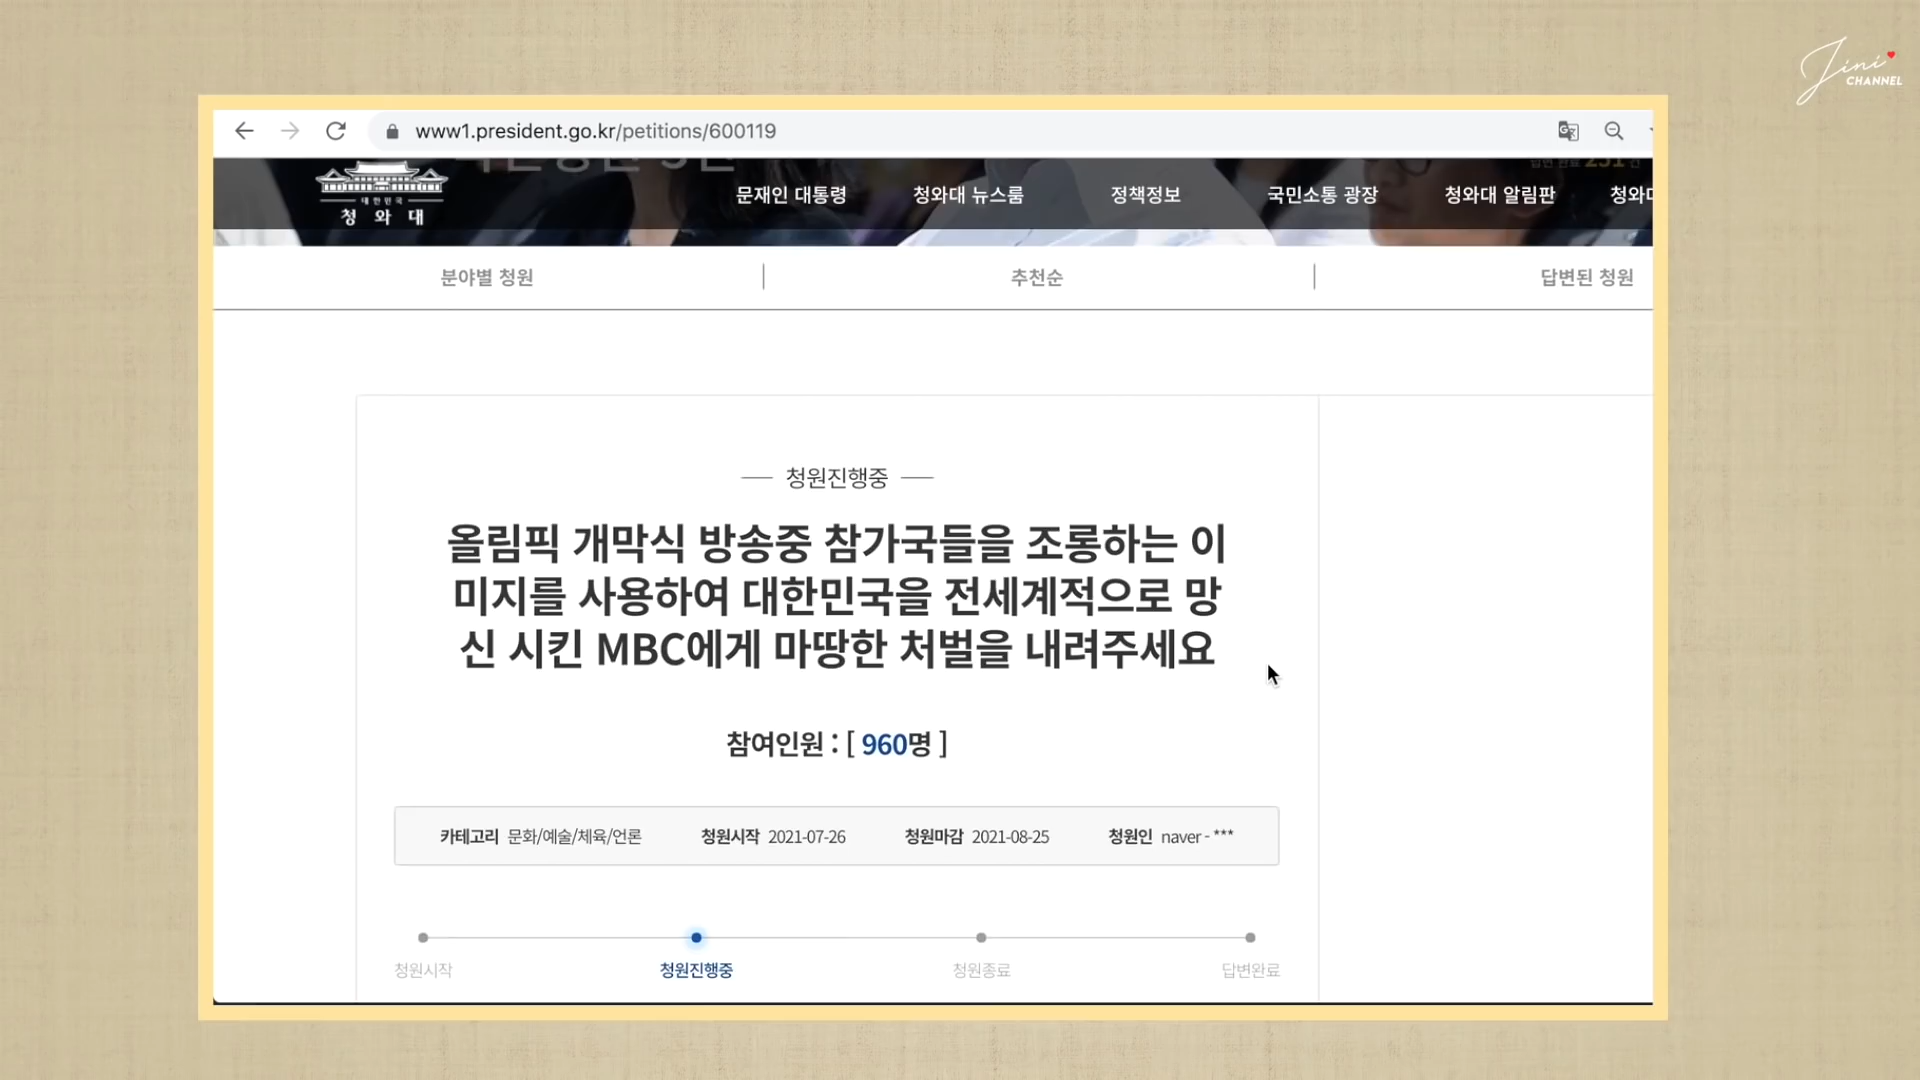 Jini
CHANNEL
www1.president.go.kr/petitions/600119
대한민국
청와대
문재인 대통령 청와대 뉴스룸 정책정보 국민소통 광장 청와대 알림판
분야별 청원 추천순 답변된 청원
청원진행중
올림픽 개막식 방송중 참가국들을 조롱하는 이
미지를 사용하여 대한민국을 전세계적으로 망
신 시킨 MBC에게 마땅한 처벌을 내려주세요
참여인원 : [ 960명 ]
카테고리 문화/예술/체육/언론 청원시작 2021-07-26 청원마감 2021-08-25 청원인 naver - ***
청원시작 청원진행중 청원종료 답변완료